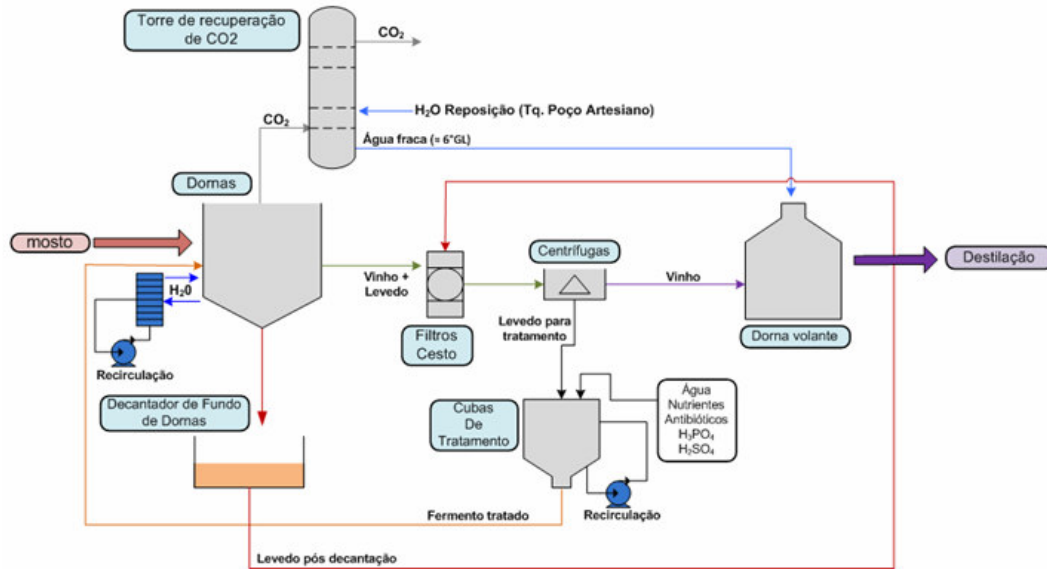 Torre de recuperação
de CO2
CO₂
H₂O Reposição (Tq. Poço Artesiano)
CO₂
Água fraca (≈ 6°GL)
Dornas
mosto
H₂0
Recirculação
Vinho +
Levedo
Filtros
Cesto
Centrífugas
Vinho
Levedo para
tratamento
Destilação
Dorna volante
Decantador de Fundo
de Dornas
Cubas
De
Tratamento
Água
Nutrientes
Antibióticos
H₃PO₄
H₂SO₄
Recirculação
Fermento tratado
Levedo pós decantação